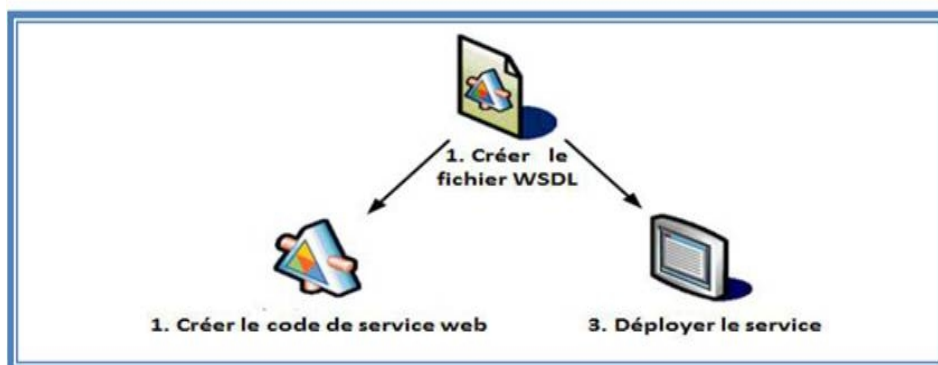 1. Créer le
fichier WSDL
1. Créer le code de service web
3. Déployer le service